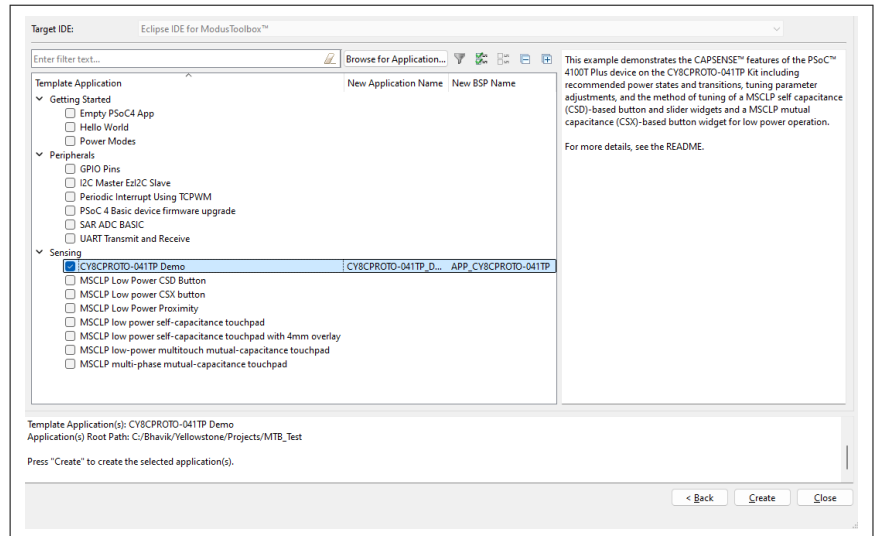 Target IDE: Eclipse IDE for ModusToolbox™
Enter filter text...
Browse for Application...
Template Application New Application Name New BSP Name
Getting Started
Empty PSoC4 App
Hello World
Power Modes
Peripherals
GPIO Pins
I2C Master EzI2C Slave
Periodic Interrupt Using TCPWM
PSoC 4 Basic device firmware upgrade
SAR ADC BASIC
UART Transmit and Receive
Sensing
CY8CPROTO-041TP Demo CY8CPROTO-041TP_D... APP_CY8CPROTO-041TP
MSCLP Low Power CSD Button
MSCLP Low power CSX button
MSCLP Low Power Proximity
MSCLP low power self-capacitance touchpad
MSCLP low power self-capacitance touchpad with 4mm overlay
MSCLP low-power multitouch mutual-capacitance touchpad
MSCLP multi-phase mutual-capacitance touchpad
This example demonstrates the CAPSENSE™ features of the PSoC™
4100T Plus device on the CY8CPROTO-041TP Kit including
recommended power states and transitions, tuning parameter
adjustments, and the method of tuning of a MSCLP self capacitance
(CSD)-based button and slider widgets and a MSCLP mutual
capacitance (CSX)-based button widget for low power operation.
For more details, see the README.
Template Application(s): CY8CPROTO-041TP Demo
Application(s) Root Path: C:/Bhavik/Yellowstone/Projects/MTB_Test
Press "Create" to create the selected application(s).
< Back Create Close